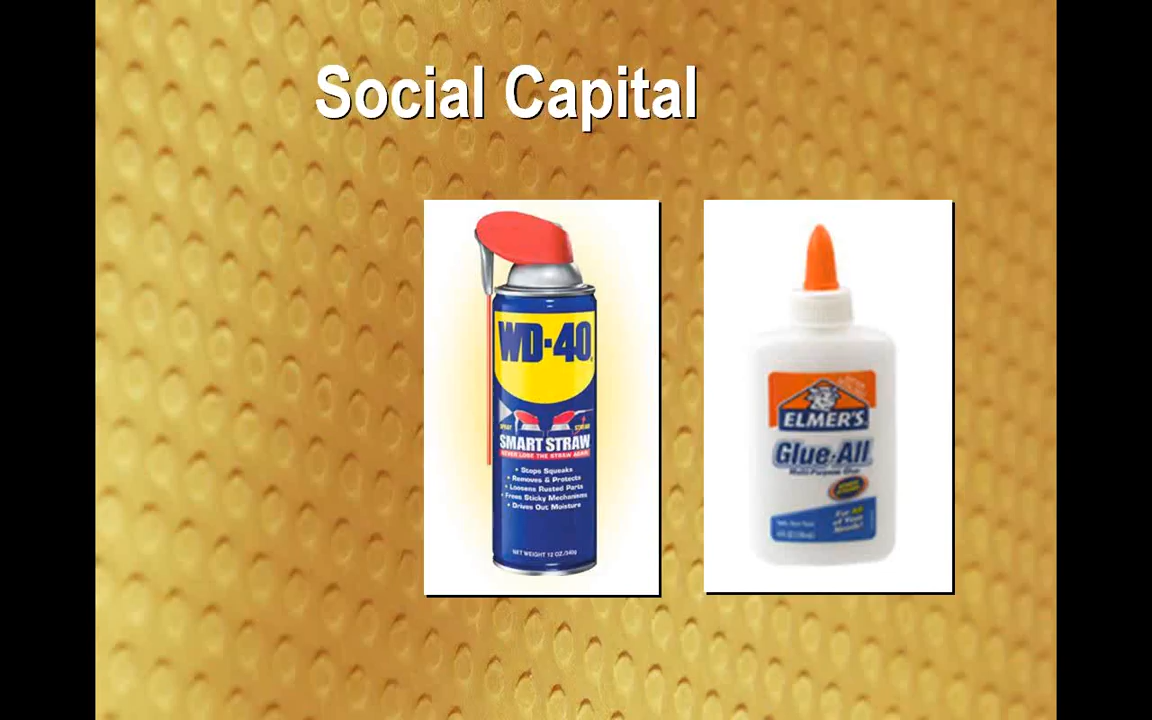 Social Capital
WD-40
SPRAY
STREAM
SMART STRAW
NEVER LOSE THE STRAW AGAIN
• Stops Squeaks
• Removes & Protects
• Loosens Rusted Parts
• Frees Sticky Mechanisms
• Drives Out Moisture
NET WEIGHT 12 OZ./340g
ELMER'S
Glue-All
Multi-Purpose Glue
For All
of Your
Needs!